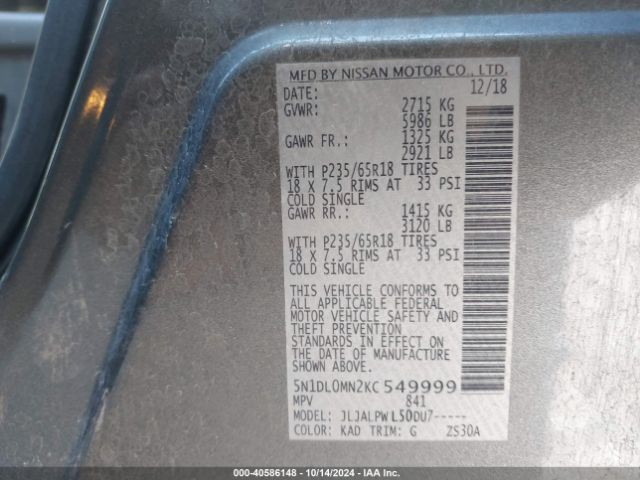 MFD BY NISSAN MOTOR CO., LTD.
DATE: 12/18
GVWR: 2715 KG
5986 LB
GAWR FR.: 1325 KG
2921 LB
WITH P235/65R18 TIRES
18 X 7.5 RIMS AT 33 PSI
COLD SINGLE
GAWR RR.: 1415 KG
3120 LB
WITH P235/65R18 TIRES
18 X 7.5 RIMS AT 33 PSI
COLD SINGLE
THIS VEHICLE CONFORMS TO
ALL APPLICABLE FEDERAL
MOTOR VEHICLE SAFETY AND
THEFT PREVENTION
STANDARDS IN EFFECT ON
THE DATE OF MANUFACTURE
SHOWN ABOVE.
5N1DL0MN2KC549999
MPV 841
MODEL: JLJALPWL50DU7-----
COLOR: KAD TRIM: G ZS30A
000-40586148 - 10/14/2024 - IAAI.COM